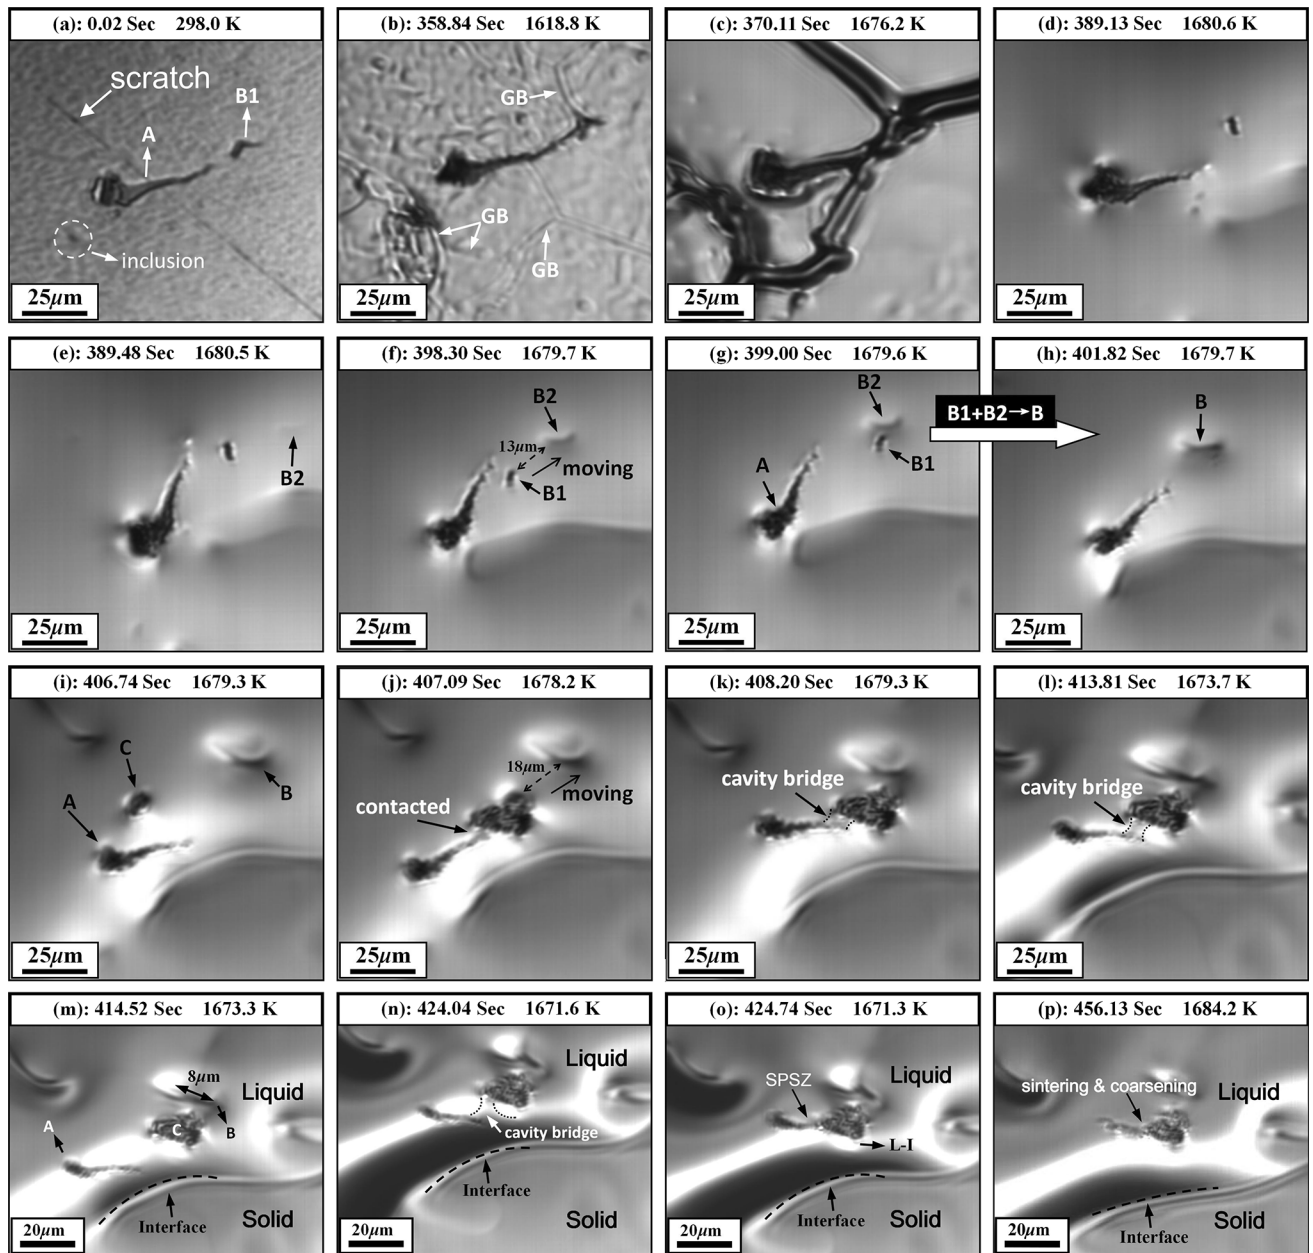 (a): 0.02 Sec 298.0 K
scratch
B1
A
inclusion
25μm
(b): 358.84 Sec 1618.8 K
GB
GB
GB
25μm
(c): 370.11 Sec 1676.2 K
25μm
(d): 389.13 Sec 1680.6 K
25μm
(e): 389.48 Sec 1680.5 K
B2
25μm
(f): 398.30 Sec 1679.7 K
B2
13μm
moving
B1
25μm
(g): 399.00 Sec 1679.6 K
B2
B1
A
25μm
B1+B2→B
(h): 401.82 Sec 1679.7 K
B
25μm
(i): 406.74 Sec 1679.3 K
C
B
A
25μm
(j): 407.09 Sec 1678.2 K
18μm
moving
contacted
25μm
(k): 408.20 Sec 1679.3 K
cavity bridge
25μm
(l): 413.81 Sec 1673.7 K
cavity bridge
25μm
(m): 414.52 Sec 1673.3 K
8μm
Liquid
A
C
B
Interface
Solid
20μm
(n): 424.04 Sec 1671.6 K
Liquid
cavity bridge
Interface
Solid
20μm
(o): 424.74 Sec 1671.3 K
SPSZ
Liquid
L-I
Interface
Solid
20μm
(p): 456.13 Sec 1684.2 K
sintering & coarsening
Liquid
Interface
Solid
20μm